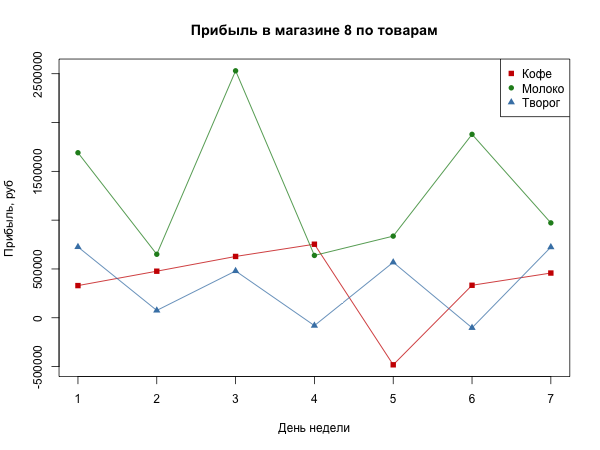 Прибыль в магазине 8 по товарам
Прибыль, руб
2500000
1500000
500000
0
-500000
Кофе
Молоко
Творог
1 2 3 4 5 6 7
День недели